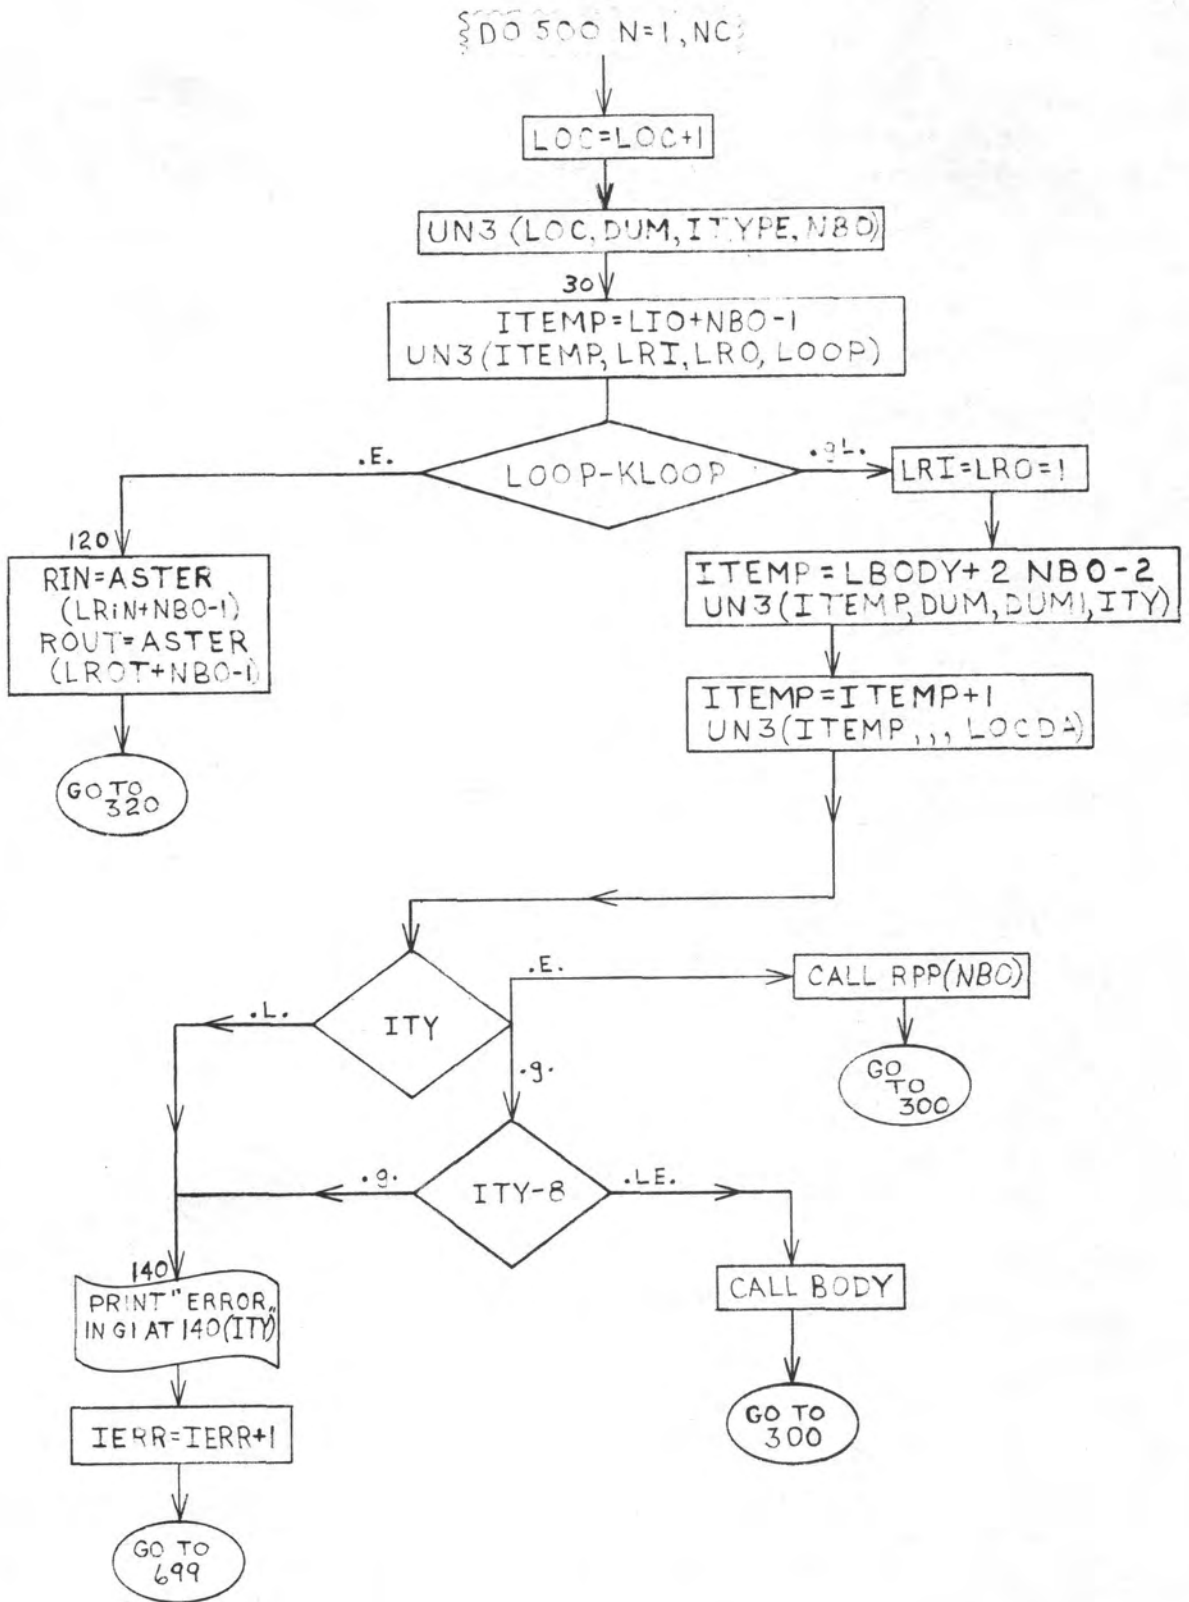 DO 500 N=1, NC
LOC=LOC+1
UN3 (LOC, DUM, ITYPE, NBO)
30
ITEMP=LIO+NBO-1
UN3(ITEMP, LRI, LRO, LOOP)
LOOP-KLOOP
.E.
.gL.
LRI=LRO=1
120
RIN=ASTER
(LRIN+NBO-1)
ROUT=ASTER
(LROT+NBO-1)
GO TO
320
ITEMP=LBODY+2 NBO-2
UN3(ITEMP,DUM,DUM1,ITY)
ITEMP=ITEMP+1
UN3(ITEMP,,, LOCDA)
ITY
.L.
.E.
CALL RPP(NBO)
GO
TO
300
.g.
ITY-8
.g.
.LE.
CALL BODY
GO TO
300
140
PRINT "ERROR"
IN G1 AT 140(ITY)
IERR=IERR+1
GO TO
699